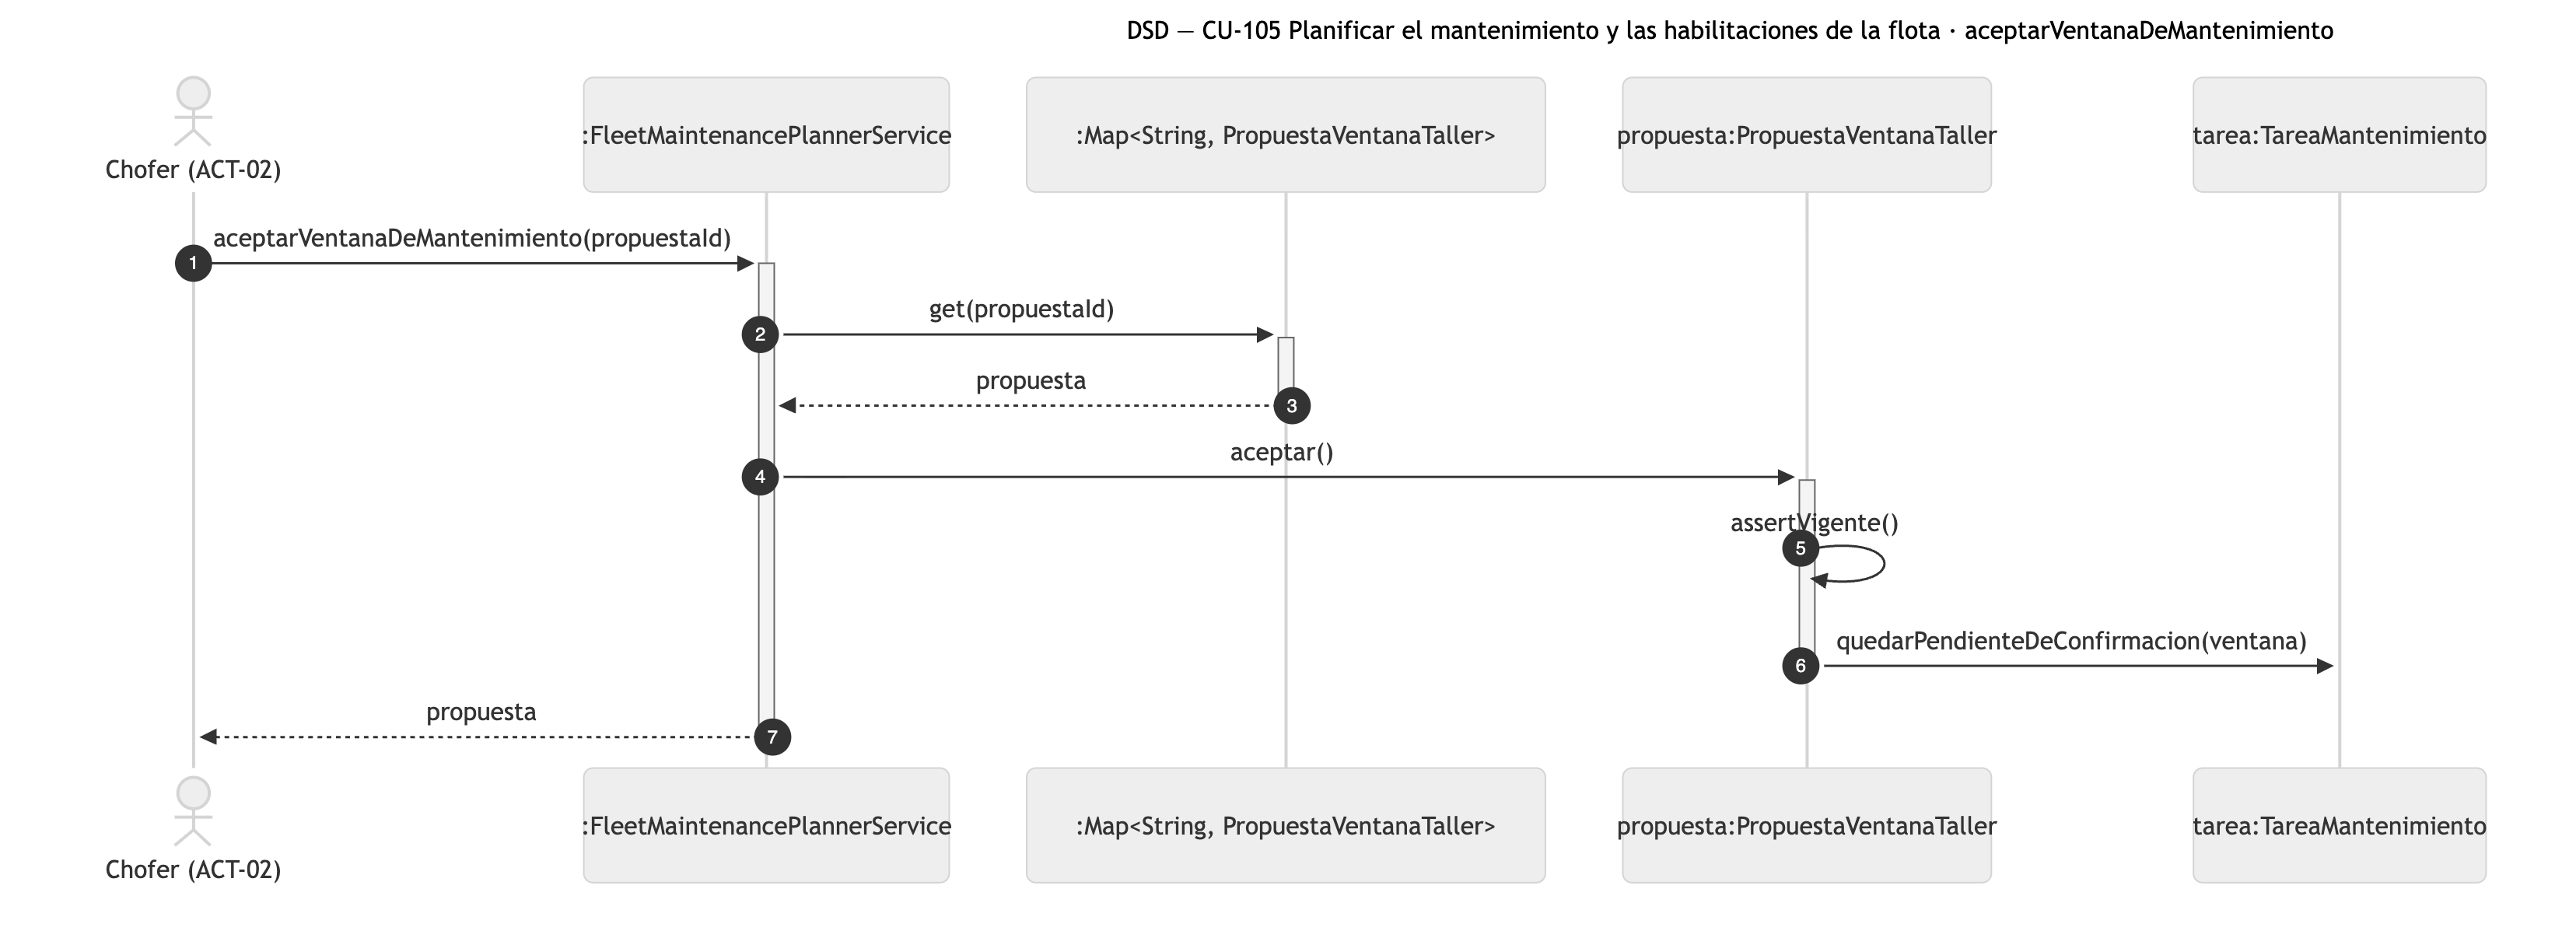 DSD — CU-105 Planificar el mantenimiento y las habilitaciones de la flota · aceptarVentanaDeMantenimiento
Chofer (ACT-02)
:FleetMaintenancePlannerService
:Map<String, PropuestaVentanaTaller>
propuesta:PropuestaVentanaTaller
tarea:TareaMantenimiento
aceptarVentanaDeMantenimiento(propuestaId)
1
get(propuestaId)
2
propuesta
3
aceptar()
4
assertVigente()
5
quedarPendienteDeConfirmacion(ventana)
6
propuesta
7
Chofer (ACT-02)
:FleetMaintenancePlannerService
:Map<String, PropuestaVentanaTaller>
propuesta:PropuestaVentanaTaller
tarea:TareaMantenimiento